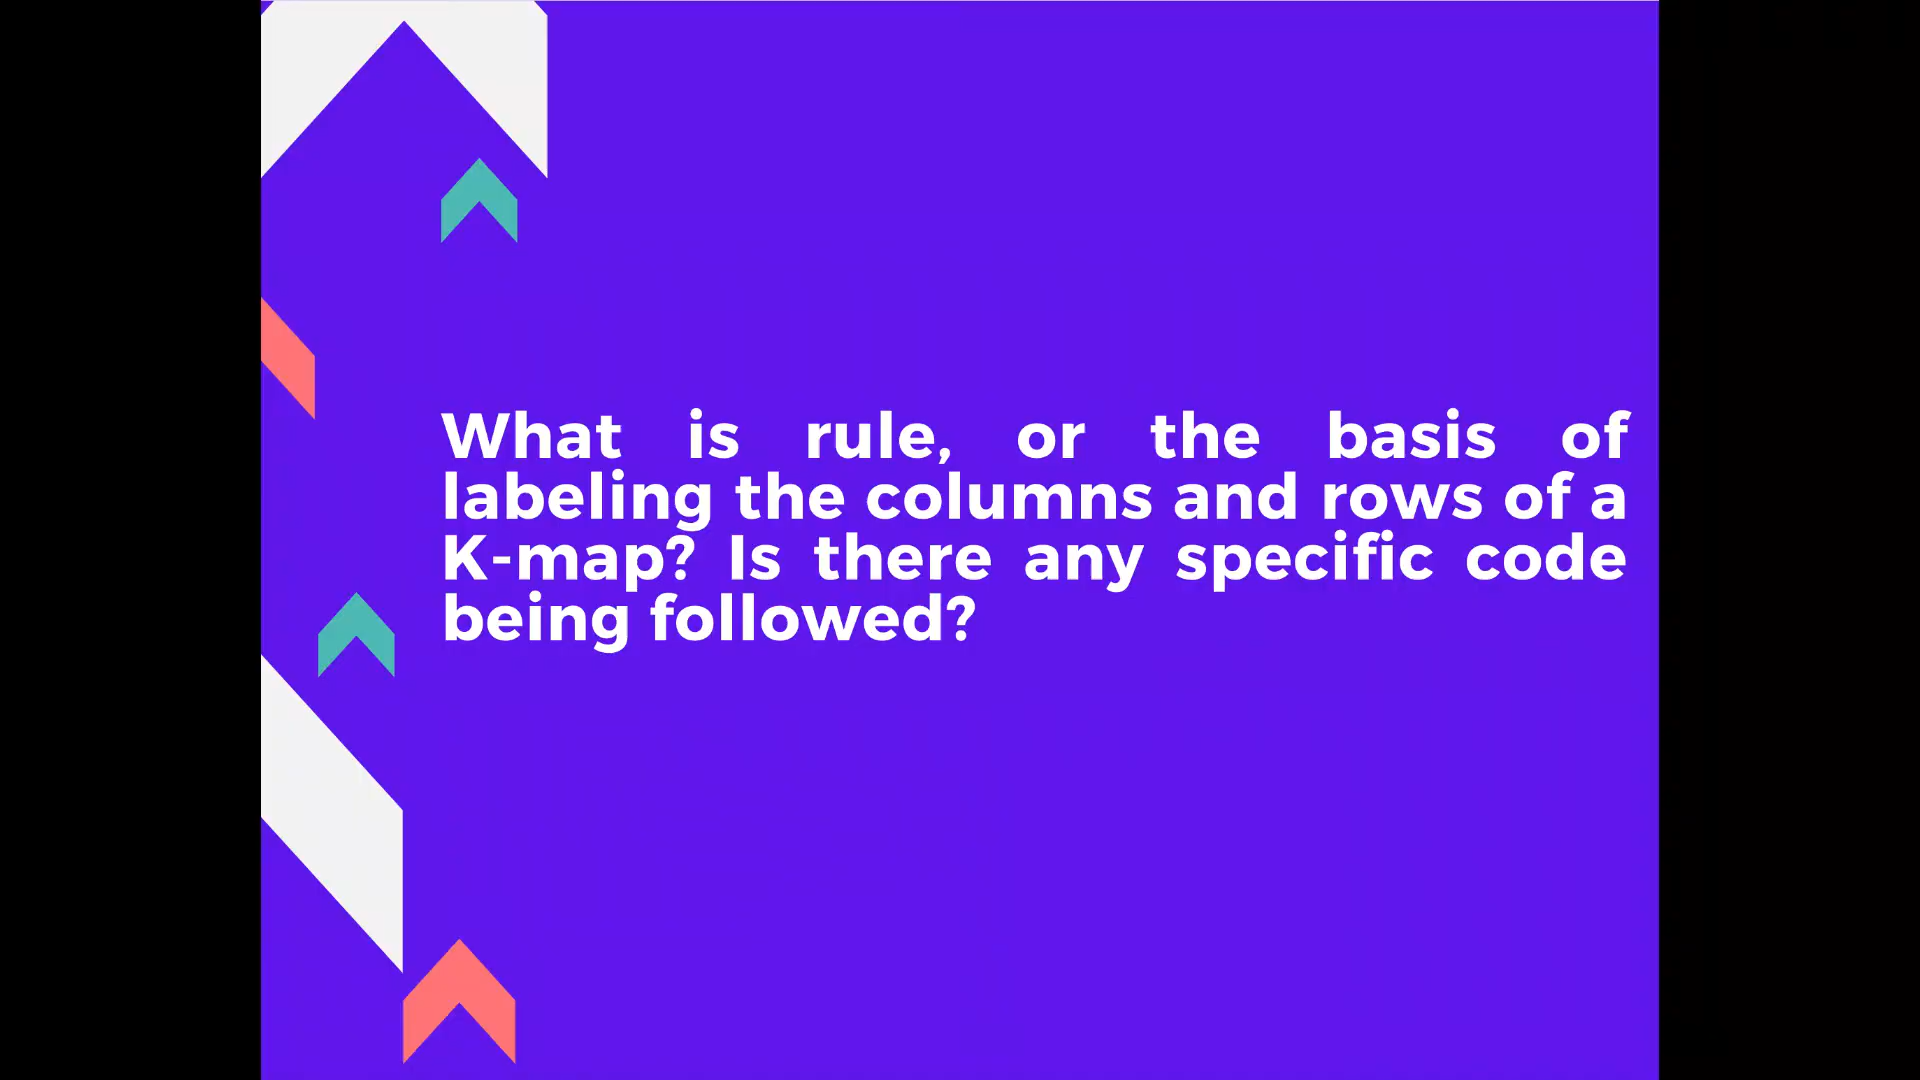 What is rule, or the basis of
labeling the columns and rows of a
K-map? Is there any specific code
being followed?